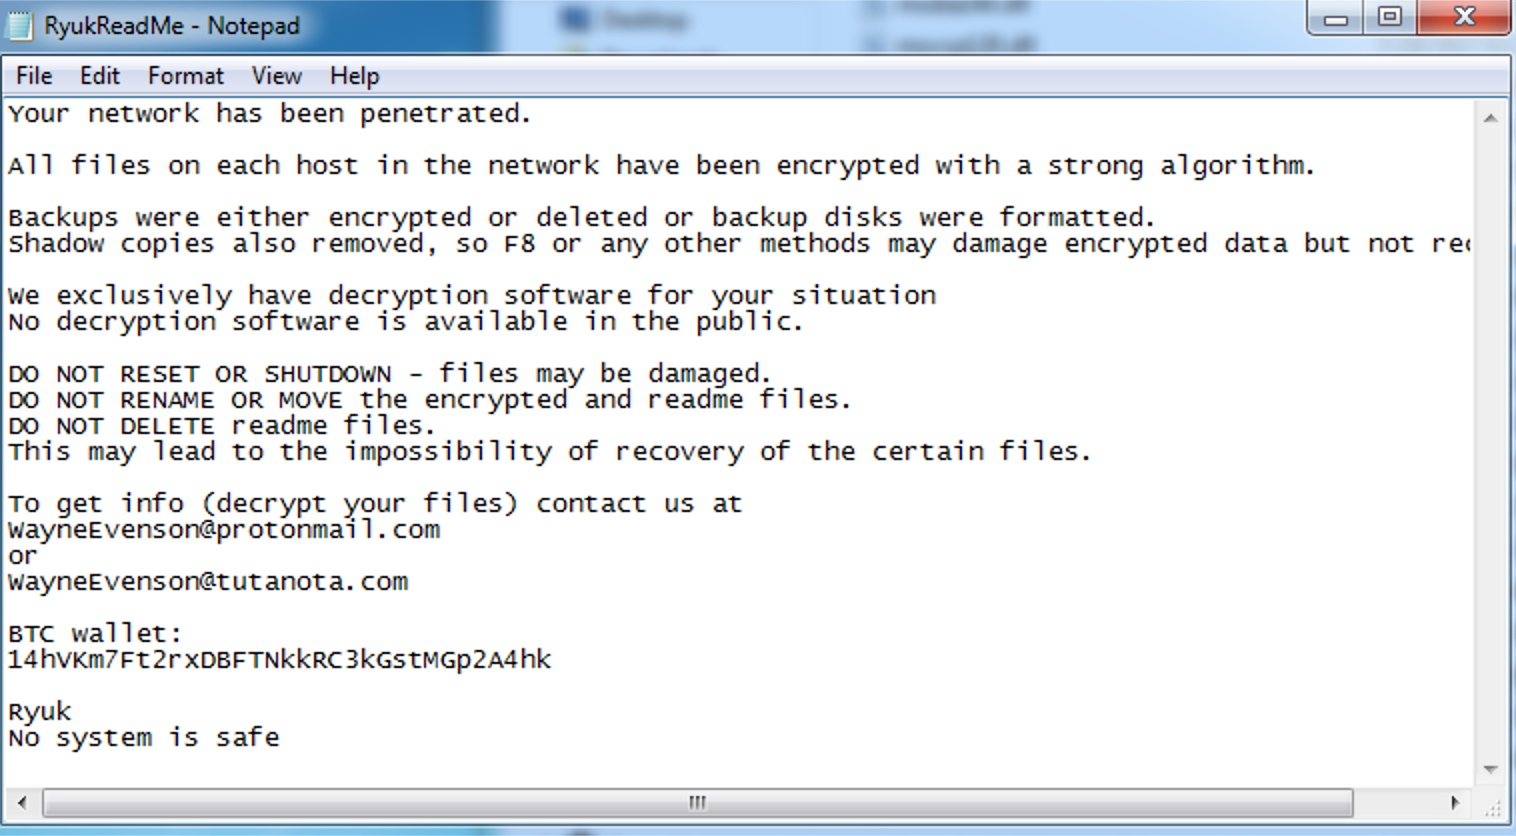 RyukReadMe - Notepad
File Edit Format View Help
Your network has been penetrated.
All files on each host in the network have been encrypted with a strong algorithm.
Backups were either encrypted or deleted or backup disks were formatted.
Shadow copies also removed, so F8 or any other methods may damage encrypted data but not
We exclusively have decryption software for your situation
No decryption software is available in the public.
DO NOT RESET OR SHUTDOWN - files may be damaged.
DO NOT RENAME OR MOVE the encrypted and readme files.
DO NOT DELETE readme files.
This may lead to the impossibility of recovery of the certain files.
To get info (decrypt your files) contact us at
WayneEvenson@protonmail.com
or
WayneEvenson@tutanota.com
BTC wallet:
14hVKm7Ft2rxDBFTNkkRC3kGstMGp2A4hk
Ryuk
No system is safe